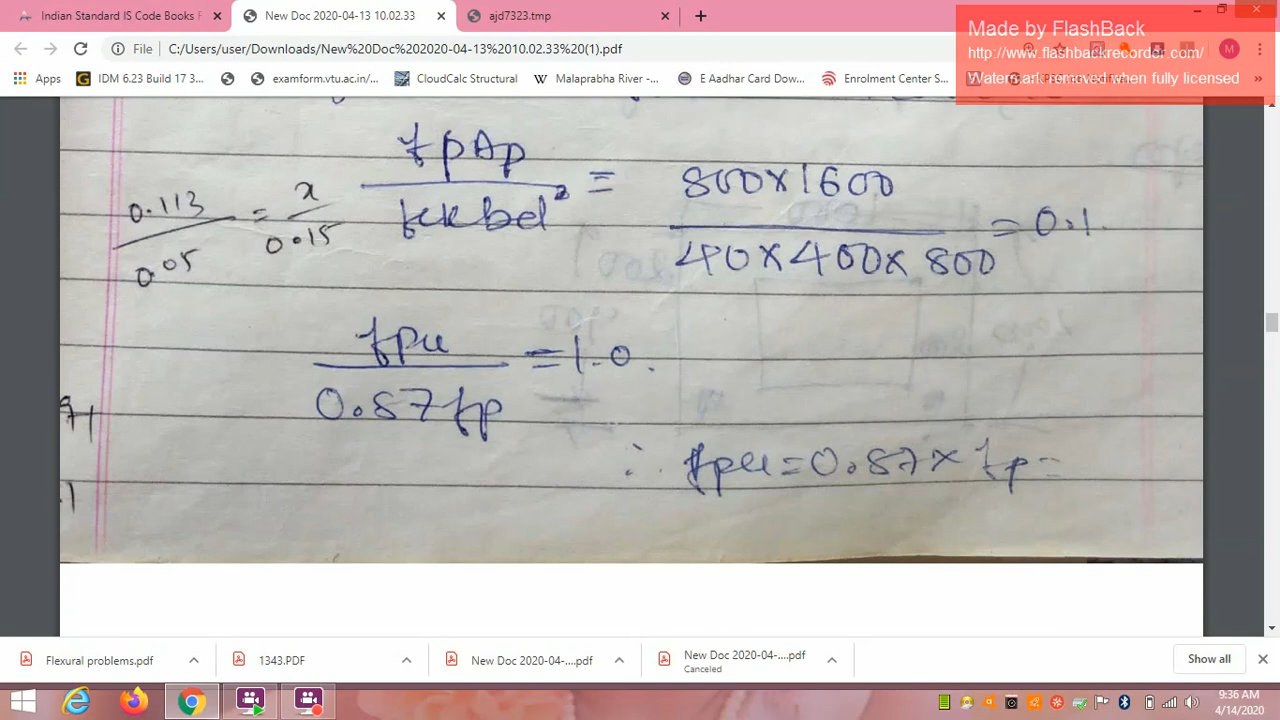 Indian Standard IS Code Books F
New Doc 2020-04-13 10.02.33
ajd7323.tmp
Made by FlashBack
http://www.flashbackrecorder.com/
Watermark removed when fully licensed
File
C:/Users/user/Downloads/New%20Doc%202020-04-13%2010.02.33%20(1).pdf
M
Apps
IDM 6.23 Build 17 3...
examform.vtu.ac.in/...
CloudCalc Structural
Malaprabha River -...
E Aadhar Card Dow...
Enrolment Center S...
fpAp / fck bd² = 800×1600 / 40×400×800 = 0.1
0.113 / 0.05 = x / 0.015
fpu / 0.87 fp = 1.0.
∴ fpu = 0.87 × fp =
Flexural problems.pdf
1343.PDF
New Doc 2020-04-....pdf
New Doc 2020-04-....pdf
Canceled
Show all
9:36 AM
4/14/2020